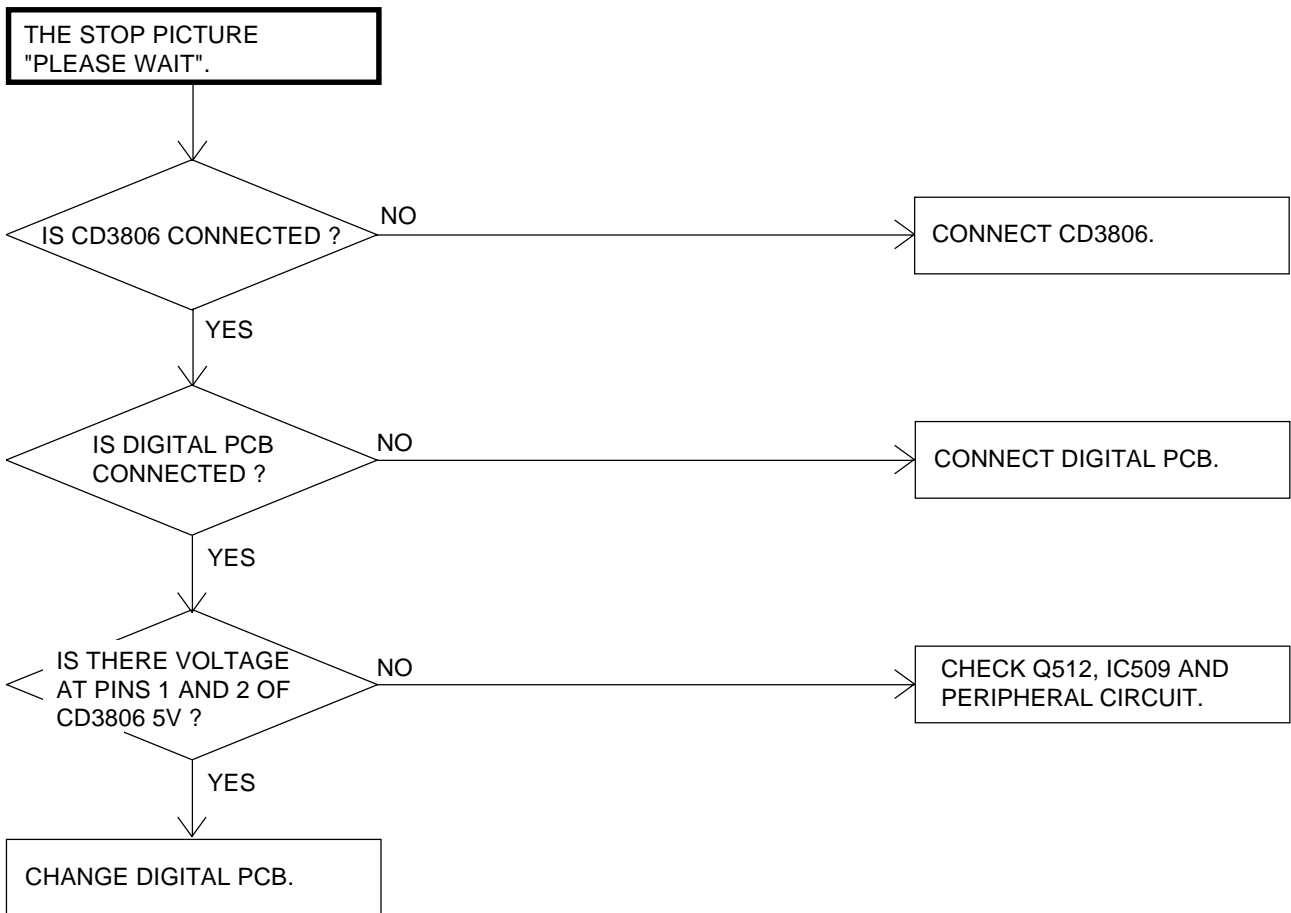 THE STOP PICTURE
"PLEASE WAIT".
IS CD3806 CONNECTED ?
NO
CONNECT CD3806.
YES
IS DIGITAL PCB
CONNECTED ?
NO
CONNECT DIGITAL PCB.
YES
IS THERE VOLTAGE
AT PINS 1 AND 2 OF
CD3806 5V ?
NO
CHECK Q512, IC509 AND
PERIPHERAL CIRCUIT.
YES
CHANGE DIGITAL PCB.